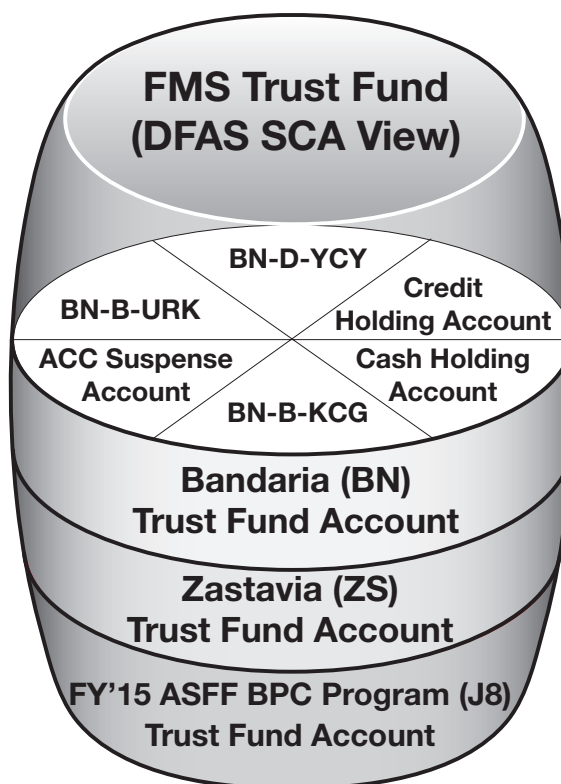 FMS Trust Fund
(DFAS SCA View)
BN-D-YCY
BN-B-URK
Credit
Holding Account
ACC Suspense
Account
Cash Holding
Account
BN-B-KCG
Bandaria (BN)
Trust Fund Account
Zastavia (ZS)
Trust Fund Account
FY'15 ASFF BPC Program (J8)
Trust Fund Account